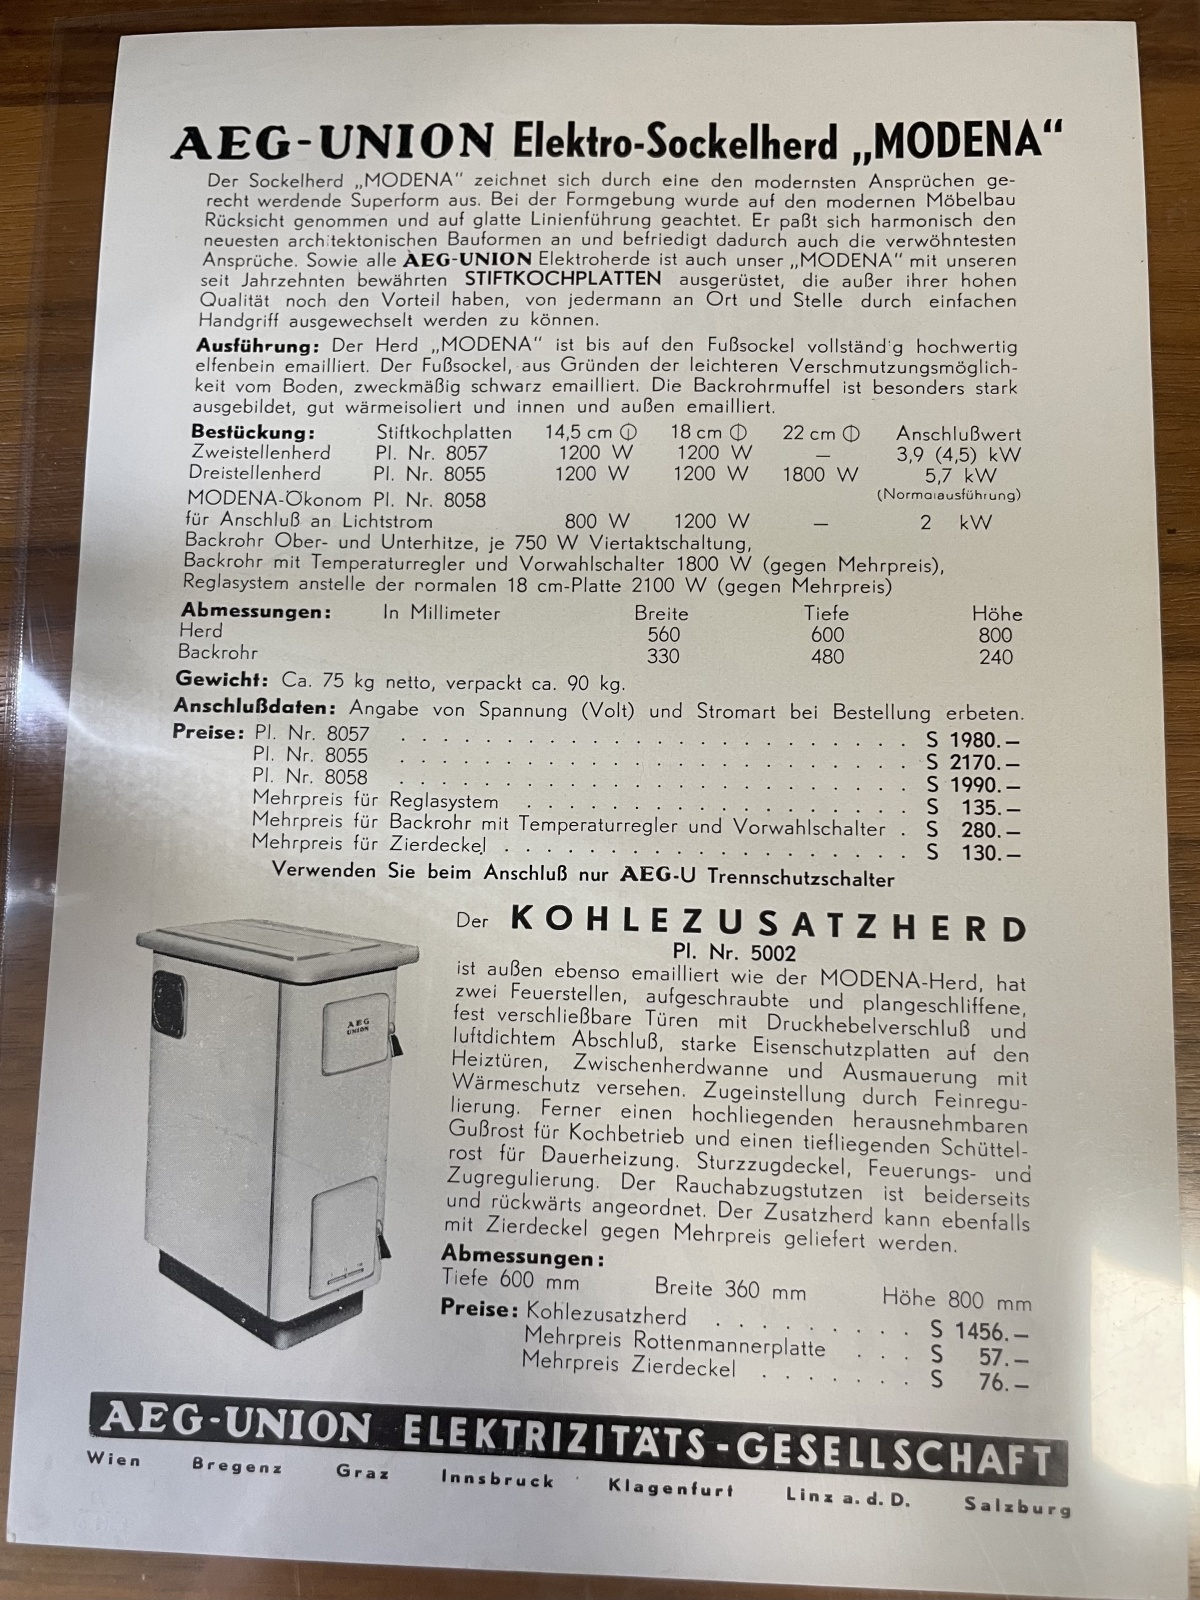 AEG-UNION Elektro-Sockelherd „MODENA“
Der Sockelherd „MODENA“ zeichnet sich durch eine den modernsten Ansprüchen ge-
recht werdende Superform aus. Bei der Formgebung wurde auf den modernen Möbelbau
Rücksicht genommen und auf glatte Linienführung geachtet. Er paßt sich harmonisch den
neuesten architektonischen Bauformen an und befriedigt dadurch auch die verwöhntesten
Ansprüche. Sowie alle AEG-UNION Elektroherde ist auch unser „MODENA“ mit unseren
seit Jahrzehnten bewährten STIFTKOCHPLATTEN ausgerüstet, die außer ihrer hohen
Qualität noch den Vorteil haben, von jedermann an Ort und Stelle durch einfachen
Handgriff ausgewechselt werden zu können.
Ausführung: Der Herd „MODENA“ ist bis auf den Fußsockel vollständig hochwertig
elfenbein emailliert. Der Fußsockel, aus Gründen der leichteren Verschmutzungsmöglich-
keit vom Boden, zweckmäßig schwarz emailliert. Die Backrohrmuffel ist besonders stark
ausgebildet, gut wärmeisoliert und innen und außen emailliert.
Bestückung: Stiftkochplatten 14,5 cm ⏀ 18 cm ⏀ 22 cm ⏀ Anschlußwert
Zweistellenherd Pl. Nr. 8057 1200 W 1200 W — 3,9 (4,5) kW
Dreistellenherd Pl. Nr. 8055 1200 W 1200 W 1800 W 5,7 kW
MODENA-Ökonom Pl. Nr. 8058 (Normalausführung)
für Anschluß an Lichtstrom 800 W 1200 W — 2 kW
Backrohr Ober- und Unterhitze, je 750 W Viertaktschaltung,
Backrohr mit Temperaturregler und Vorwahlschalter 1800 W (gegen Mehrpreis),
Reglasystem anstelle der normalen 18 cm-Platte 2100 W (gegen Mehrpreis)
Abmessungen: In Millimeter Breite Tiefe Höhe
Herd 560 600 800
Backrohr 330 480 240
Gewicht: Ca. 75 kg netto, verpackt ca. 90 kg.
Anschlußdaten: Angabe von Spannung (Volt) und Stromart bei Bestellung erbeten.
Preise: Pl. Nr. 8057 . . . . . . . . . . . . . . . . . . . . . . . S 1980.—
Pl. Nr. 8055 . . . . . . . . . . . . . . . . . . . . . . . S 2170.—
Pl. Nr. 8058 . . . . . . . . . . . . . . . . . . . . . . . S 1990.—
Mehrpreis für Reglasystem . . . . . . . . . . . . . . . . . S 135.—
Mehrpreis für Backrohr mit Temperaturregler und Vorwahlschalter . S 280.—
Mehrpreis für Zierdeckel . . . . . . . . . . . . . . . . . . S 130.—
Verwenden Sie beim Anschluß nur AEG-U Trennschutzschalter
Der KOHLEZUSATZHERD
Pl. Nr. 5002
ist außen ebenso emailliert wie der MODENA-Herd, hat
zwei Feuerstellen, aufgeschraubte und plangeschliffene,
fest verschließbare Türen mit Druckhebelverschluß und
luftdichtem Abschluß, starke Eisenschutzplatten auf den
Heiztüren, Zwischenherdwanne und Ausmauerung mit
Wärmeschutz versehen. Zugeinstellung durch Feinregu-
lierung. Ferner einen hochliegenden herausnehmbaren
Gußrost für Kochbetrieb und einen tiefliegenden Schüttel-
rost für Dauerheizung. Sturzzugdeckel, Feuerungs- und
Zugregulierung. Der Rauchabzugstutzen ist beiderseits
und rückwärts angeordnet. Der Zusatzherd kann ebenfalls
mit Zierdeckel gegen Mehrpreis geliefert werden.
Abmessungen:
Tiefe 600 mm Breite 360 mm Höhe 800 mm
Preise: Kohlezusatzherd . . . . . . . . . S 1456.—
Mehrpreis Rottenmannerplatte . . . S 57.—
Mehrpreis Zierdeckel . . . . . . . S 76.—
AEG
UNION
AEG-UNION ELEKTRIZITÄTS-GESELLSCHAFT
Wien Bregenz Graz Innsbruck Klagenfurt Linz a. d. D. Salzburg